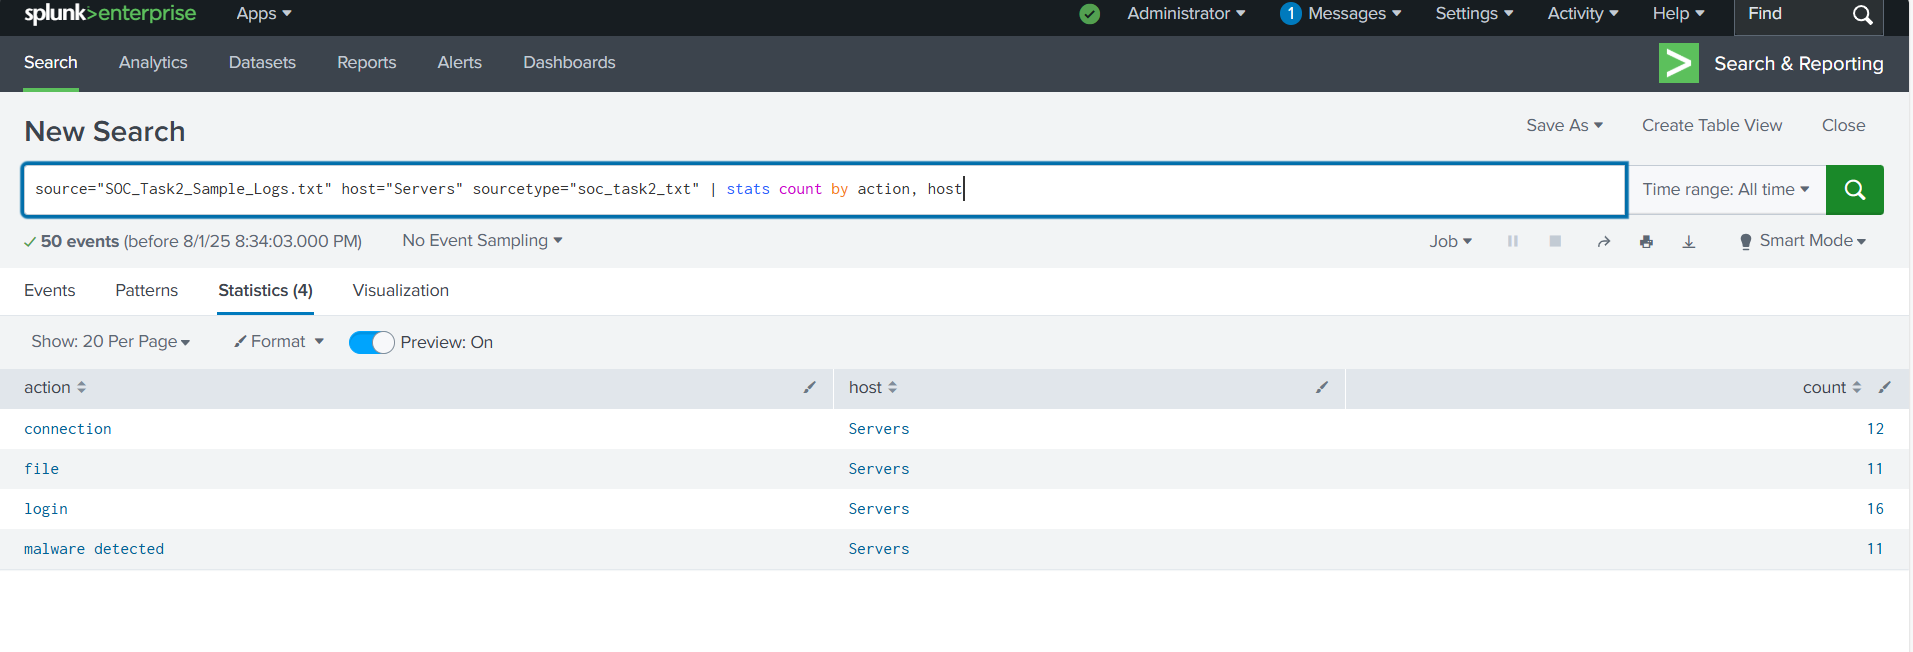 splunk>enterprise Apps Administrator 1 Messages Settings Activity Help Find
Search Analytics Datasets Reports Alerts Dashboards Search & Reporting
New Search Save As Create Table View Close
source="SOC_Task2_Sample_Logs.txt" host="Servers" sourcetype="soc_task2_txt" | stats count by action, host Time range: All time
50 events (before 8/1/25 8:34:03.000 PM) No Event Sampling Job Smart Mode
Events Patterns Statistics (4) Visualization
Show: 20 Per Page Format Preview: On
action host count
connection Servers 12
file Servers 11
login Servers 16
malware detected Servers 11